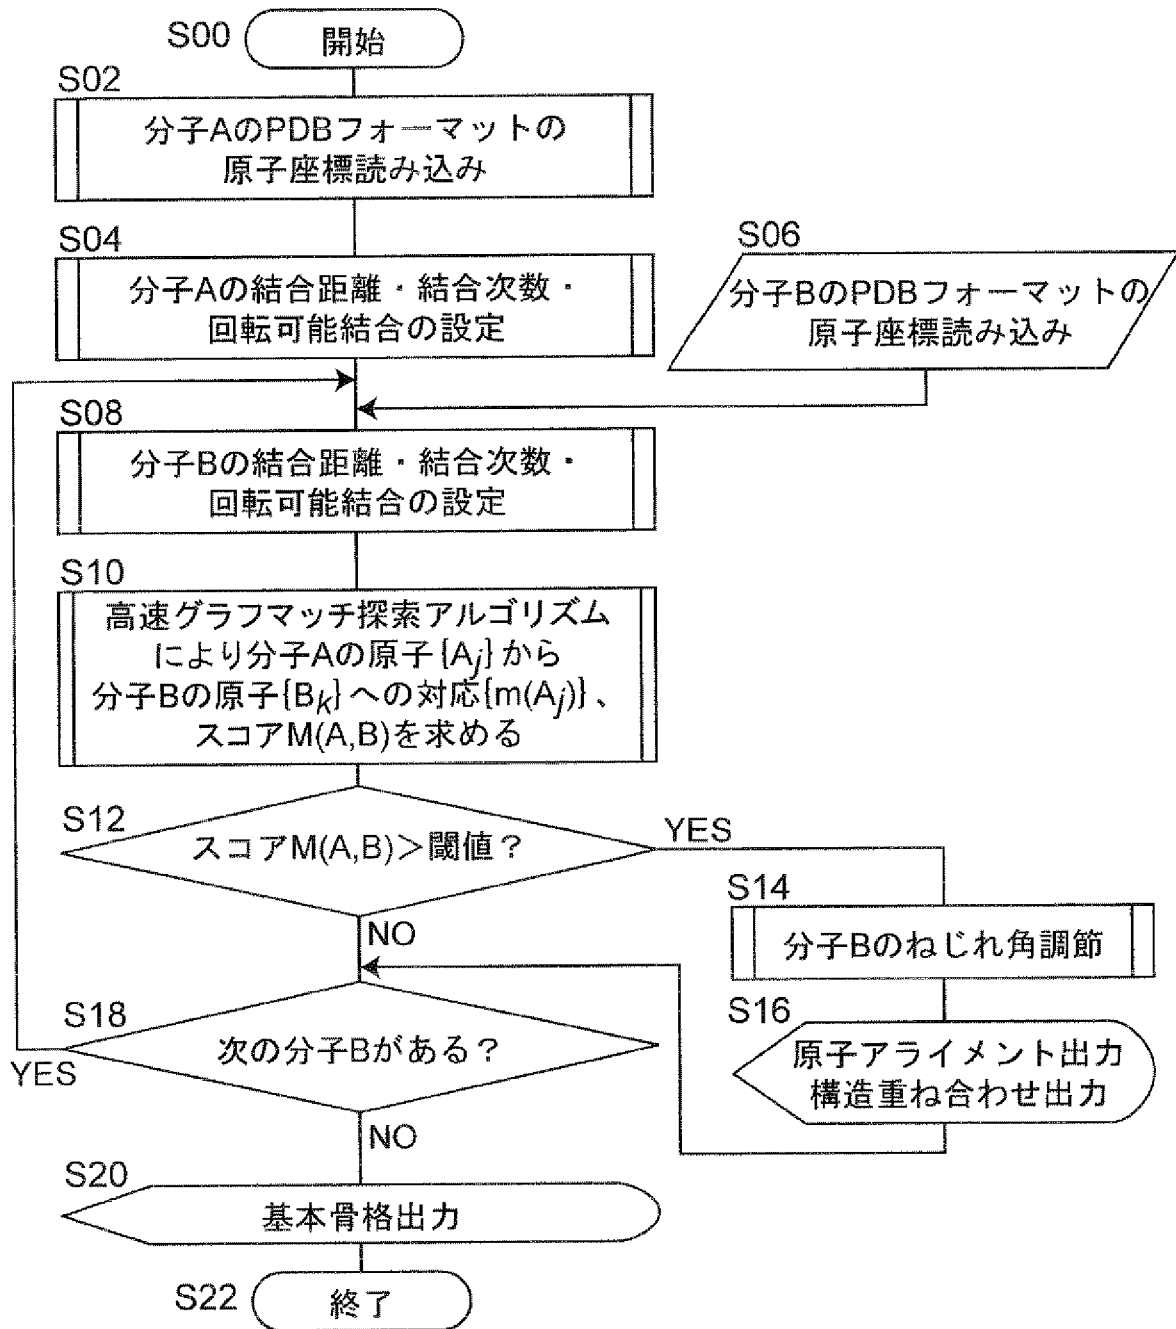 S00
開始
S02
分子AのPDBフォーマットの
原子座標読み込み
S04
分子Aの結合距離・結合次数・
回転可能結合の設定
S06
分子BのPDBフォーマットの
原子座標読み込み
S08
分子Bの結合距離・結合次数・
回転可能結合の設定
S10
高速グラフマッチ探索アルゴリズム
により分子Aの原子{Aj}から
分子Bの原子{Bk}への対応{m(Aj)}、
スコアM(A,B)を求める
S12
スコアM(A,B)>閾値？
YES
NO
S14
分子Bのねじれ角調節
S16
原子アライメント出力
構造重ね合わせ出力
S18
次の分子Bがある？
YES
NO
S20
基本骨格出力
S22
終了